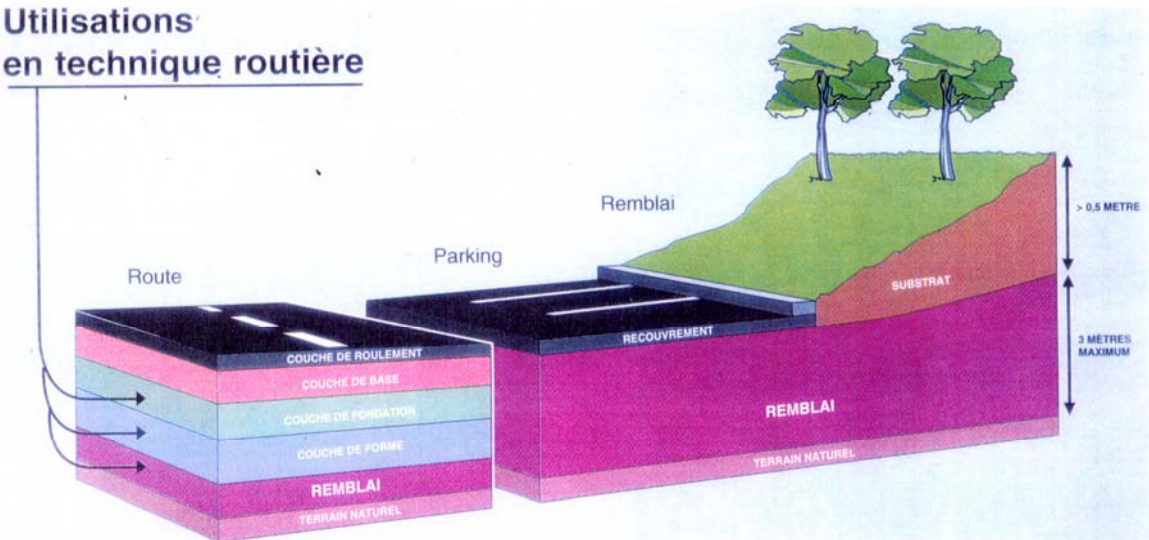 Utilisations
en technique routière
Route
Parking
Remblai
COUCHE DE ROULEMENT
COUCHE DE BASE
COUCHE DE FONDATION
COUCHE DE FORME
REMBLAI
TERRAIN NATUREL
RECOUVREMENT
SUBSTRAT
REMBLAI
TERRAIN NATUREL
> 0,5 METRE
3 MÈTRES
MAXIMUM